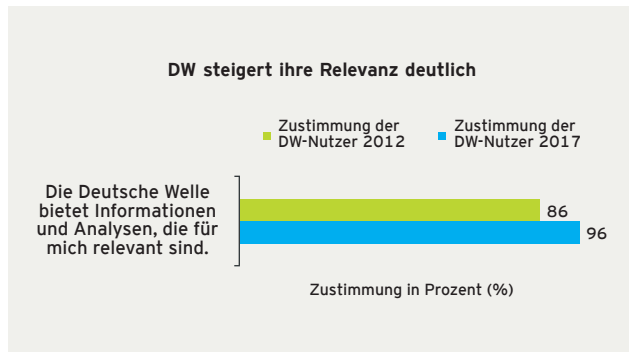 DW steigert ihre Relevanz deutlich
Zustimmung der
DW-Nutzer 2012
Zustimmung der
DW-Nutzer 2017
Die Deutsche Welle
bietet Informationen
und Analysen, die für
mich relevant sind.
86
96
Zustimmung in Prozent (%)